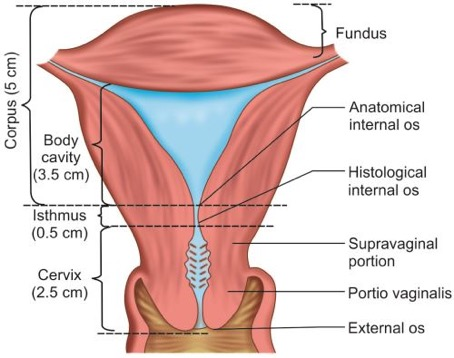 Fundus
Corpus (5 cm)
Anatomical
internal os
Body
cavity
(3.5 cm)
Histological
internal os
Isthmus
(0.5 cm)
Supravaginal
portion
Cervix
(2.5 cm)
Portio vaginalis
External os